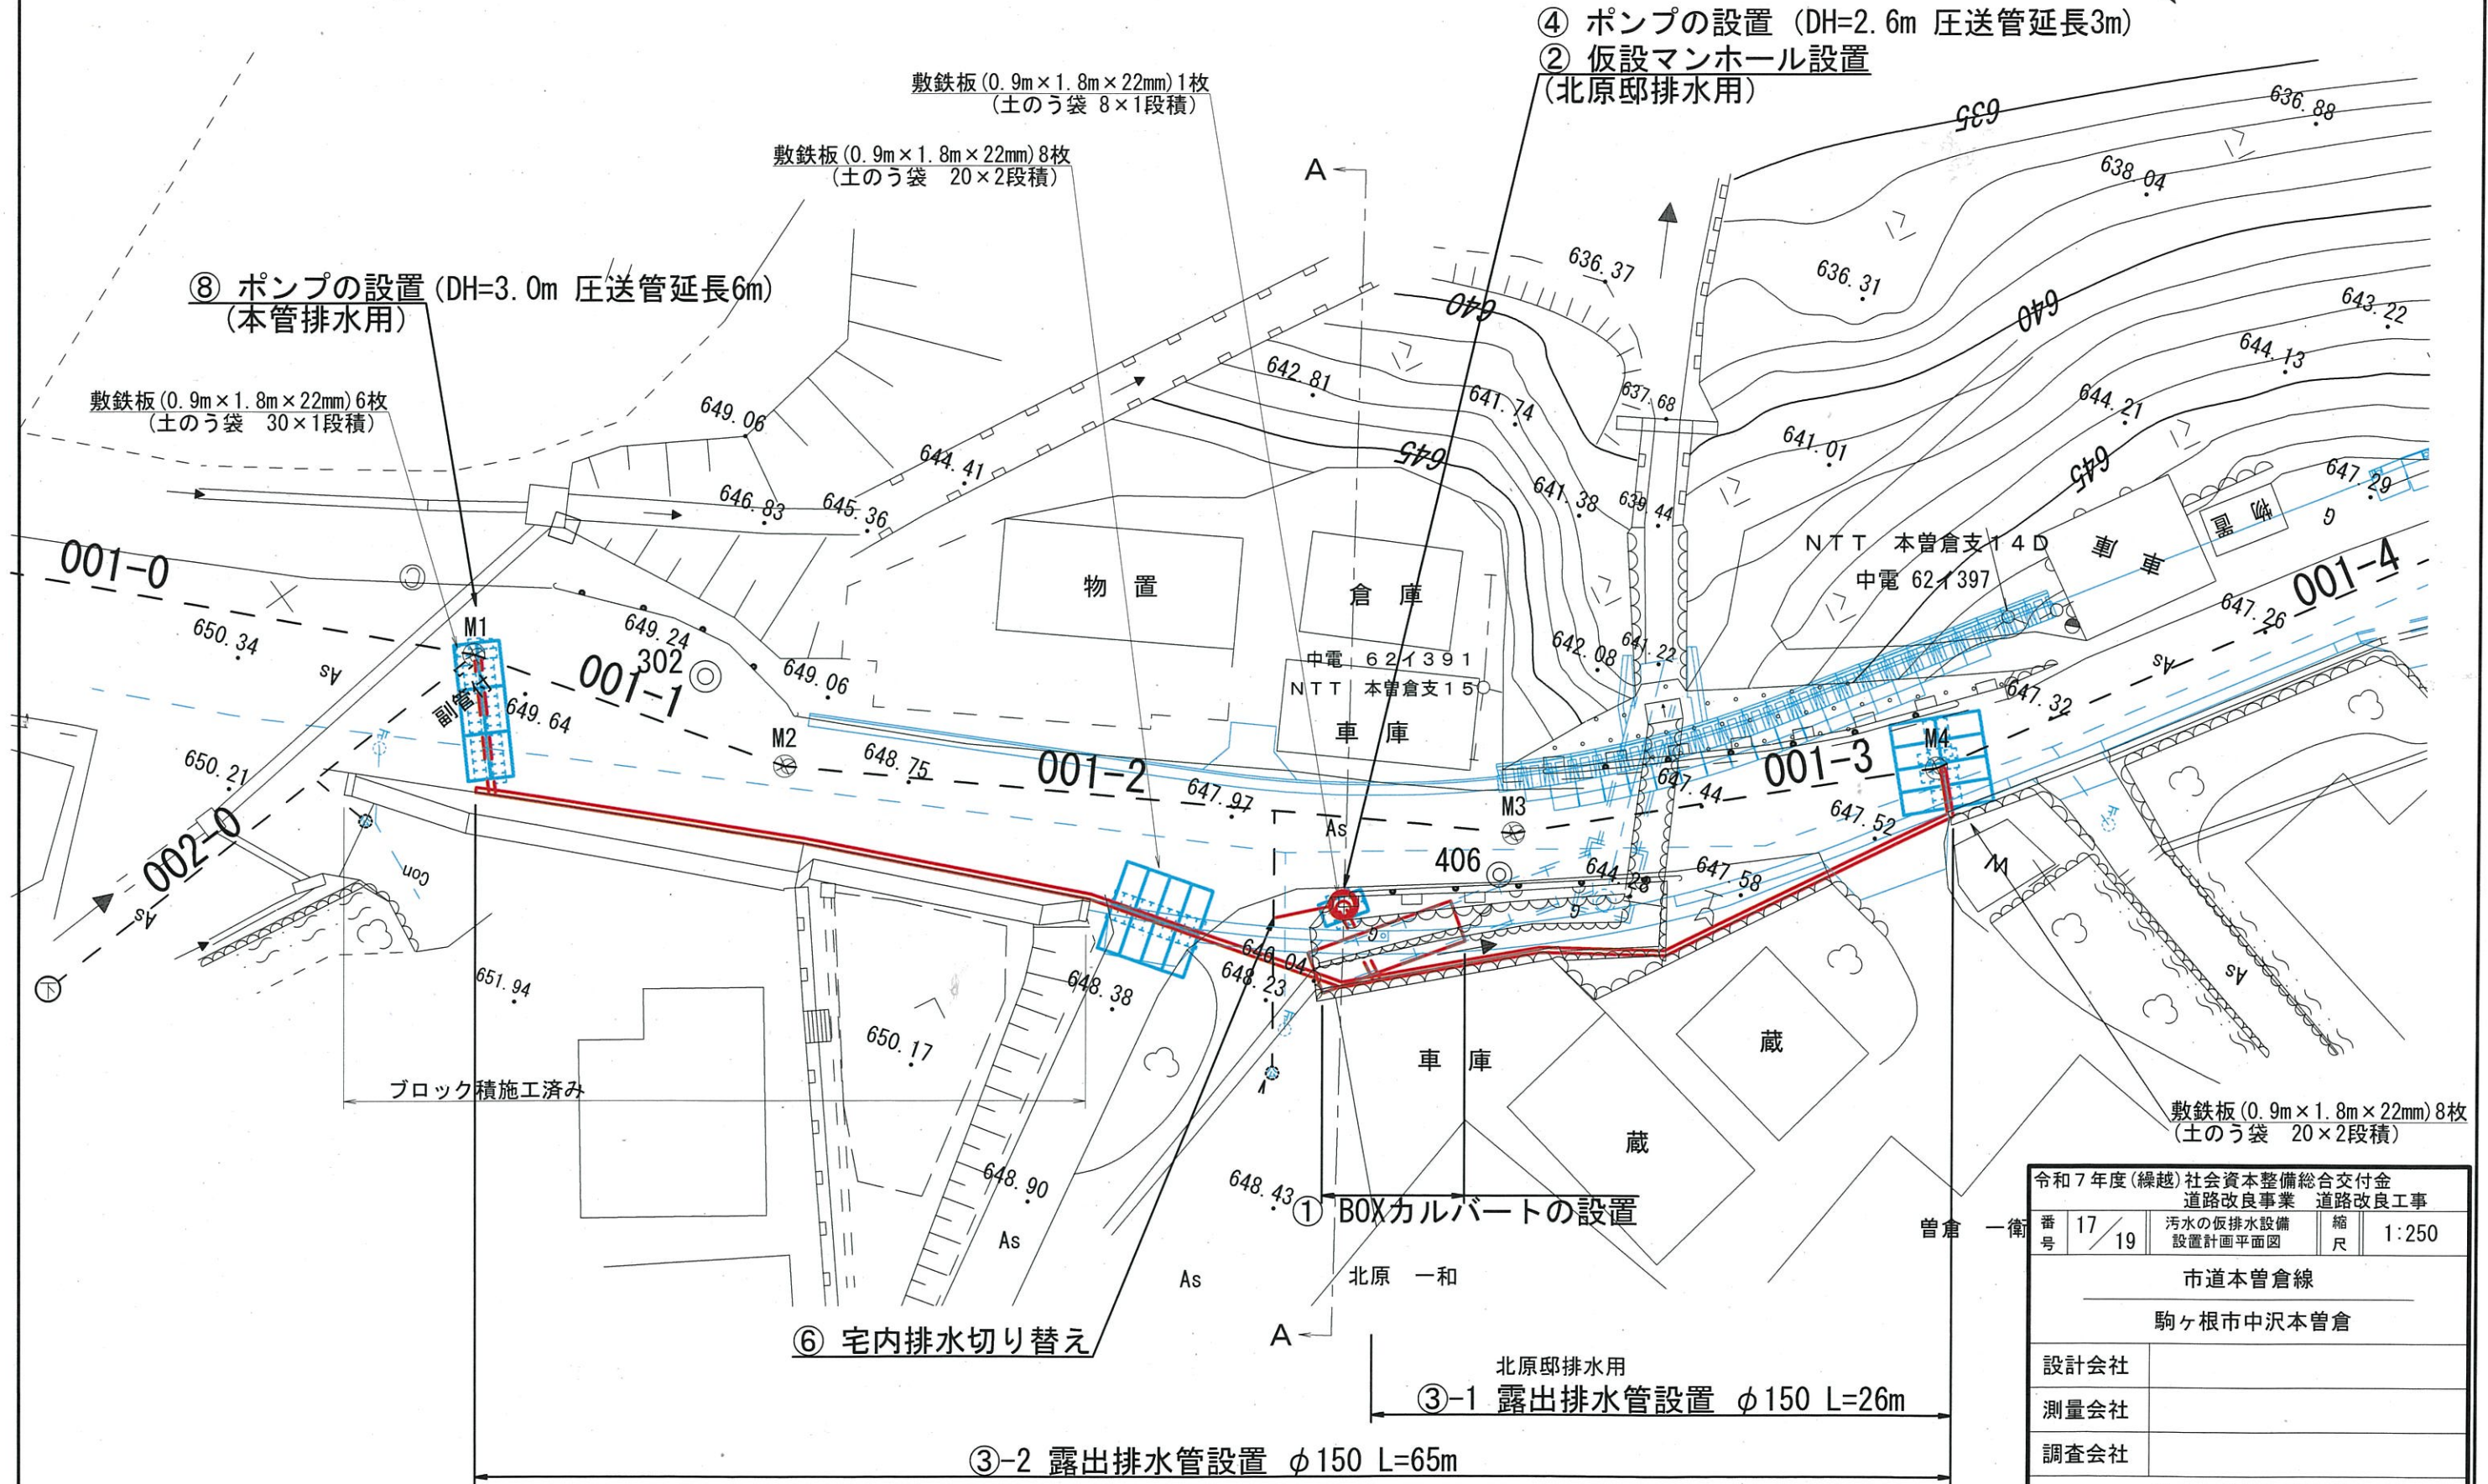 ④ ポンプの設置 (DH=2.6m 圧送管延長3m)
② 仮設マンホール設置
(北原邸排水用)
敷鉄板(0.9m×1.8m×22mm)1枚
(土のう袋 8×1段積)
敷鉄板(0.9m×1.8m×22mm)8枚
(土のう袋 20×2段積)
A
⑧ ポンプの設置(DH=3.0m 圧送管延長6m)
(本管排水用)
敷鉄板(0.9m×1.8m×22mm)6枚
(土のう袋 30×1段積)
635
636.88
638.04
636.37
636.31
640
640
643.22
644.13
642.81
641.74
637.68
644.21
649.06
645
641.01
645
644.41
647.29
646.83
645.36
641.38
639.44
物置
G
NTT 本曽倉支14D
車庫
中電 62イ397
001-4
001-0
物 置
倉 庫
647.26
650.34
M1
649.24
302
001-1
649.06
中電 62イ391
642.08
641.22
As
As
NTT 本曽倉支15
647.32
副管付
649.64
車 庫
M2
M4
650.21
648.75
001-2
647.97
647.44
001-3
M3
647.52
As
002-0
406
644.28
647.58
W
Con
As
G
G
646.04
648.23
648.38
651.94
As
下
650.17
車 庫
蔵
ブロック積施工済み
蔵
敷鉄板(0.9m×1.8m×22mm)8枚
(土のう袋 20×2段積)
648.90
648.43
① BOXカルバートの設置
曽倉 一衛
As
As
北原 一和
⑥ 宅内排水切り替え
A
北原邸排水用
③-1 露出排水管設置 φ150 L=26m
③-2 露出排水管設置 φ150 L=65m
令和7年度(繰越)社会資本整備総合交付金
道路改良事業 道路改良工事
番号 17/19 汚水の仮排水設備 設置計画平面図 縮尺 1:250
市道本曽倉線
駒ヶ根市中沢本曽倉
設計会社
測量会社
調査会社